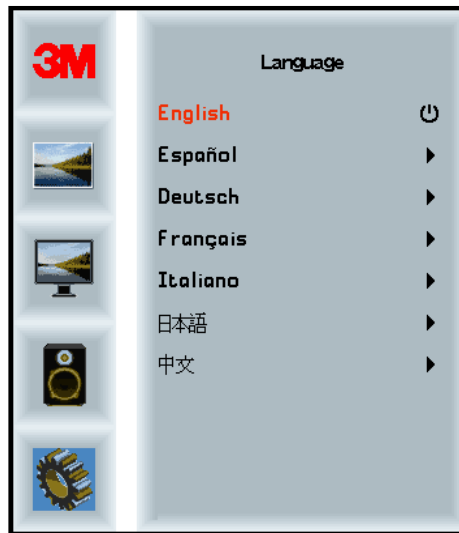 3M
Language
English
Español
Deutsch
Français
Italiano
日本語
中文